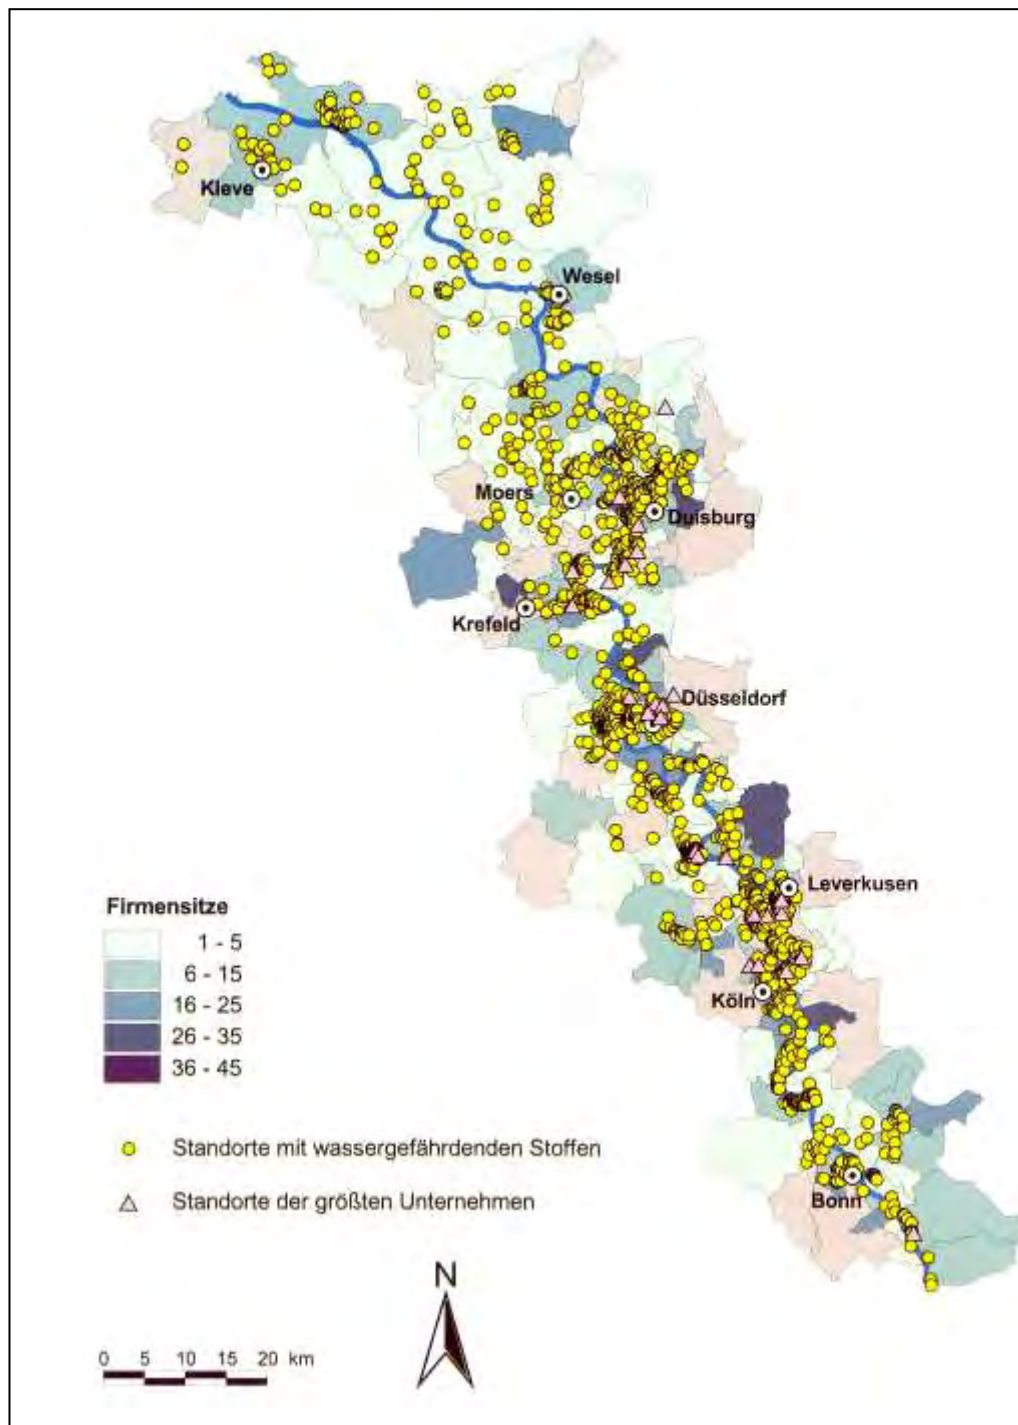 Kleve
Wesel
Moers
Duisburg
Krefeld
Düsseidorf
Leverkusen
Firmensitze
1 - 5
6 - 15
16 - 25
26 - 35
36 - 45
Köln
Standorte mit wassergefährdenden Stoffen
Standorte der größten Unternehmen
Bonn
N
0 5 10 15 20 km